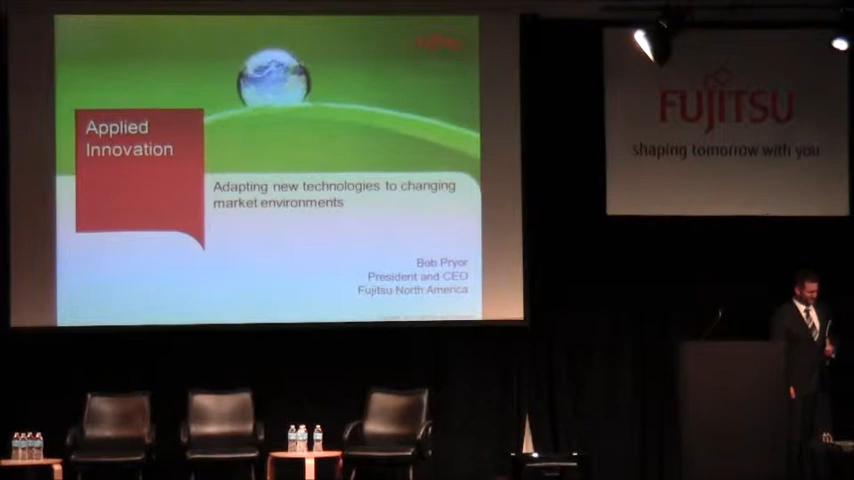 FUJITSU
Applied
Innovation
Adapting new technologies to changing
market environments
Bob Pryor
President and CEO
Fujitsu North America
FUJITSU
shaping tomorrow with you